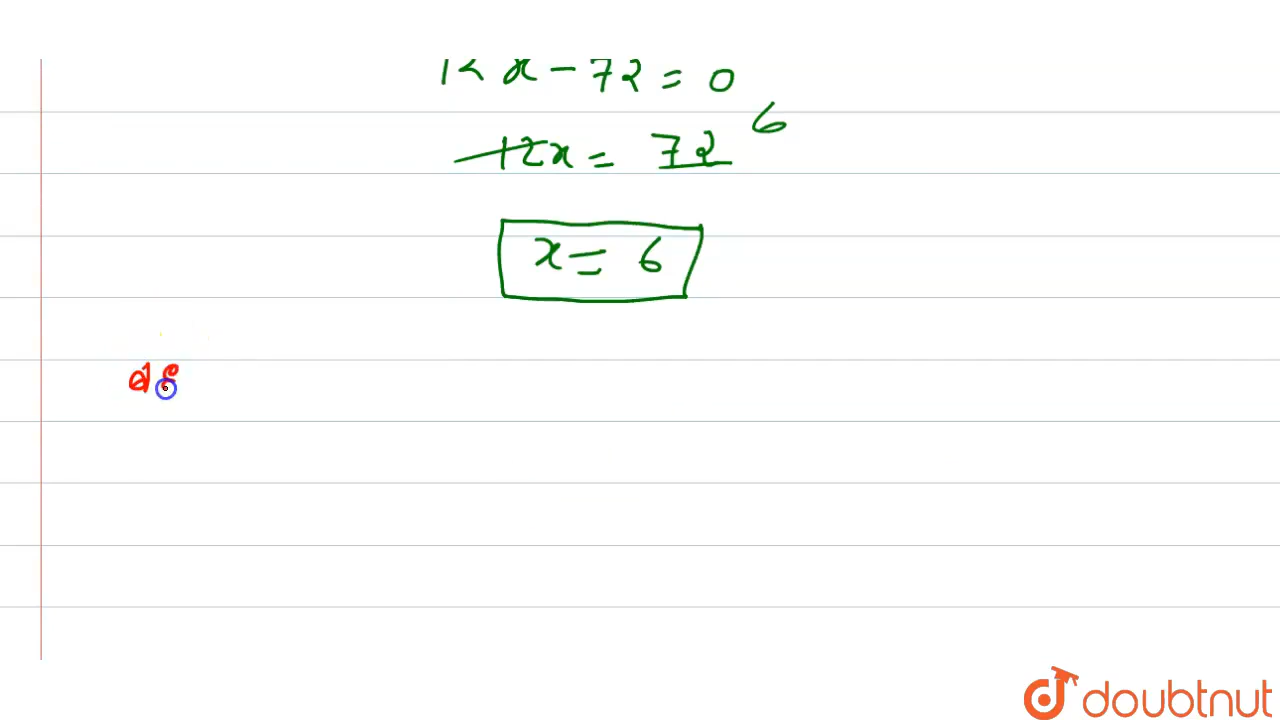 12x - 72 = 0
6
12x = 72
x = 6
doubtnut